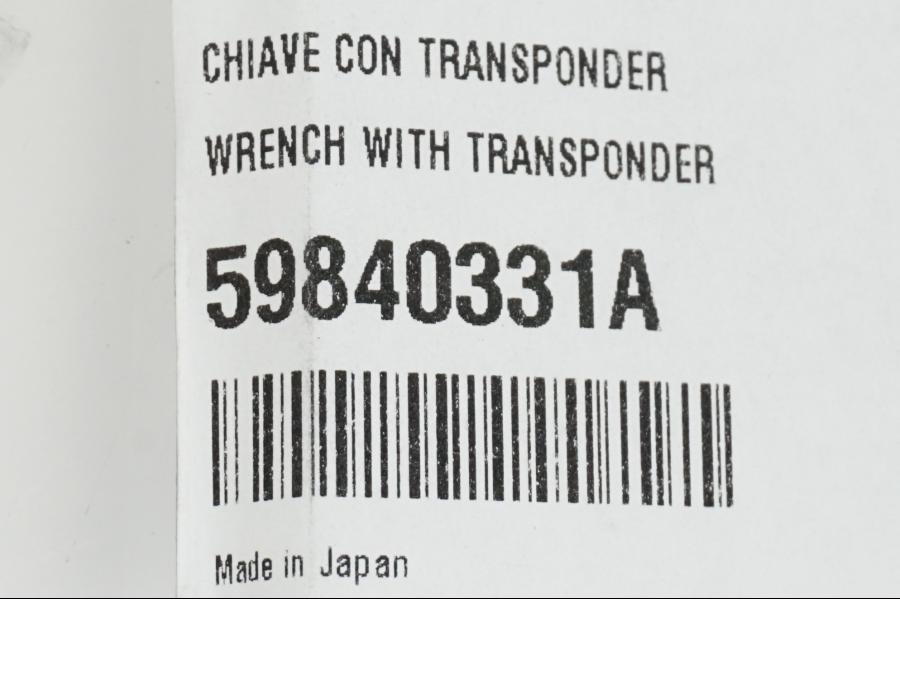 CHIAVE CON TRANSPONDER
WRENCH WITH TRANSPONDER
59840331A
Made in Japan